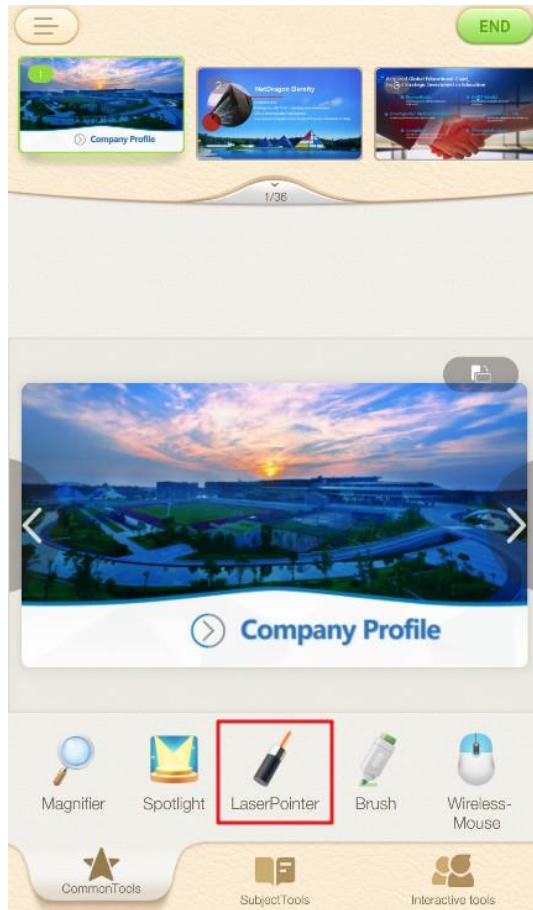 END
1
Company Profile
NetDragon Eternity
1/36
Company Profile
Magnifier
Spotlight
LaserPointer
Brush
Wireless-
Mouse
CommonTools
SubjectTools
Interactive tools